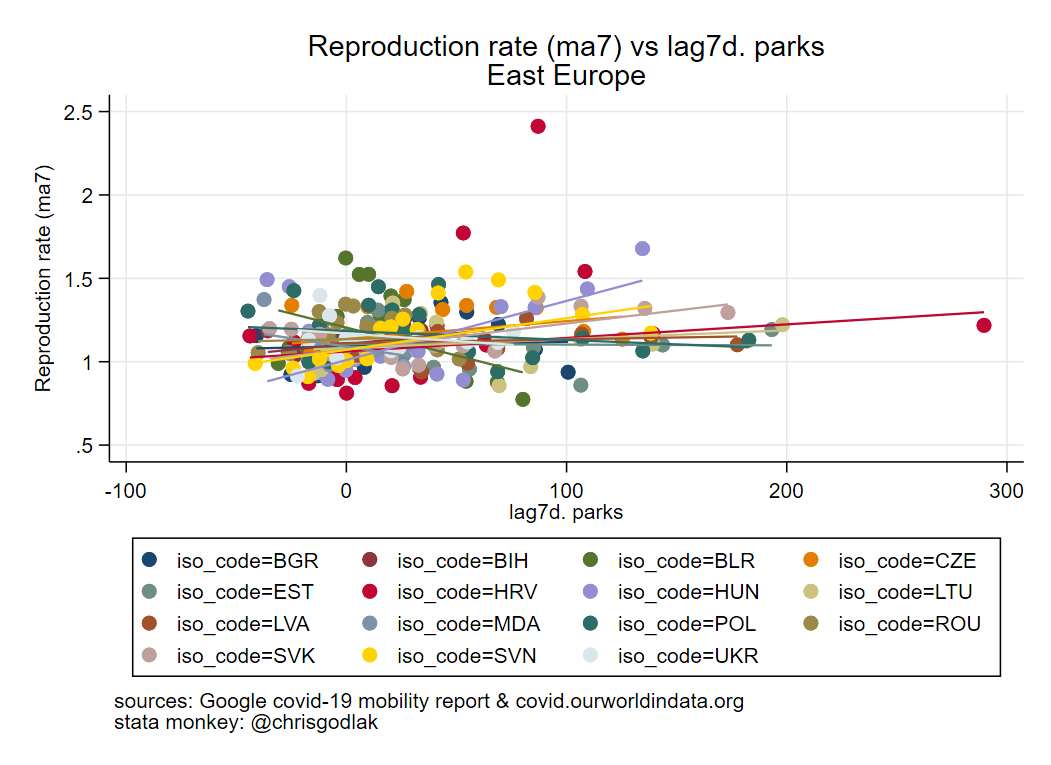 Reproduction rate (ma7) vs lag7d. parks
East Europe
Reproduction rate (ma7)
2.5
2
1.5
1
.5
-100 0 100 200 300
lag7d. parks
iso_code=BGR iso_code=BIH iso_code=BLR iso_code=CZE
iso_code=EST iso_code=HRV iso_code=HUN iso_code=LTU
iso_code=LVA iso_code=MDA iso_code=POL iso_code=ROU
iso_code=SVK iso_code=SVN iso_code=UKR
sources: Google covid-19 mobility report & covid.ourworldindata.org
stata monkey: @chrisgodlak